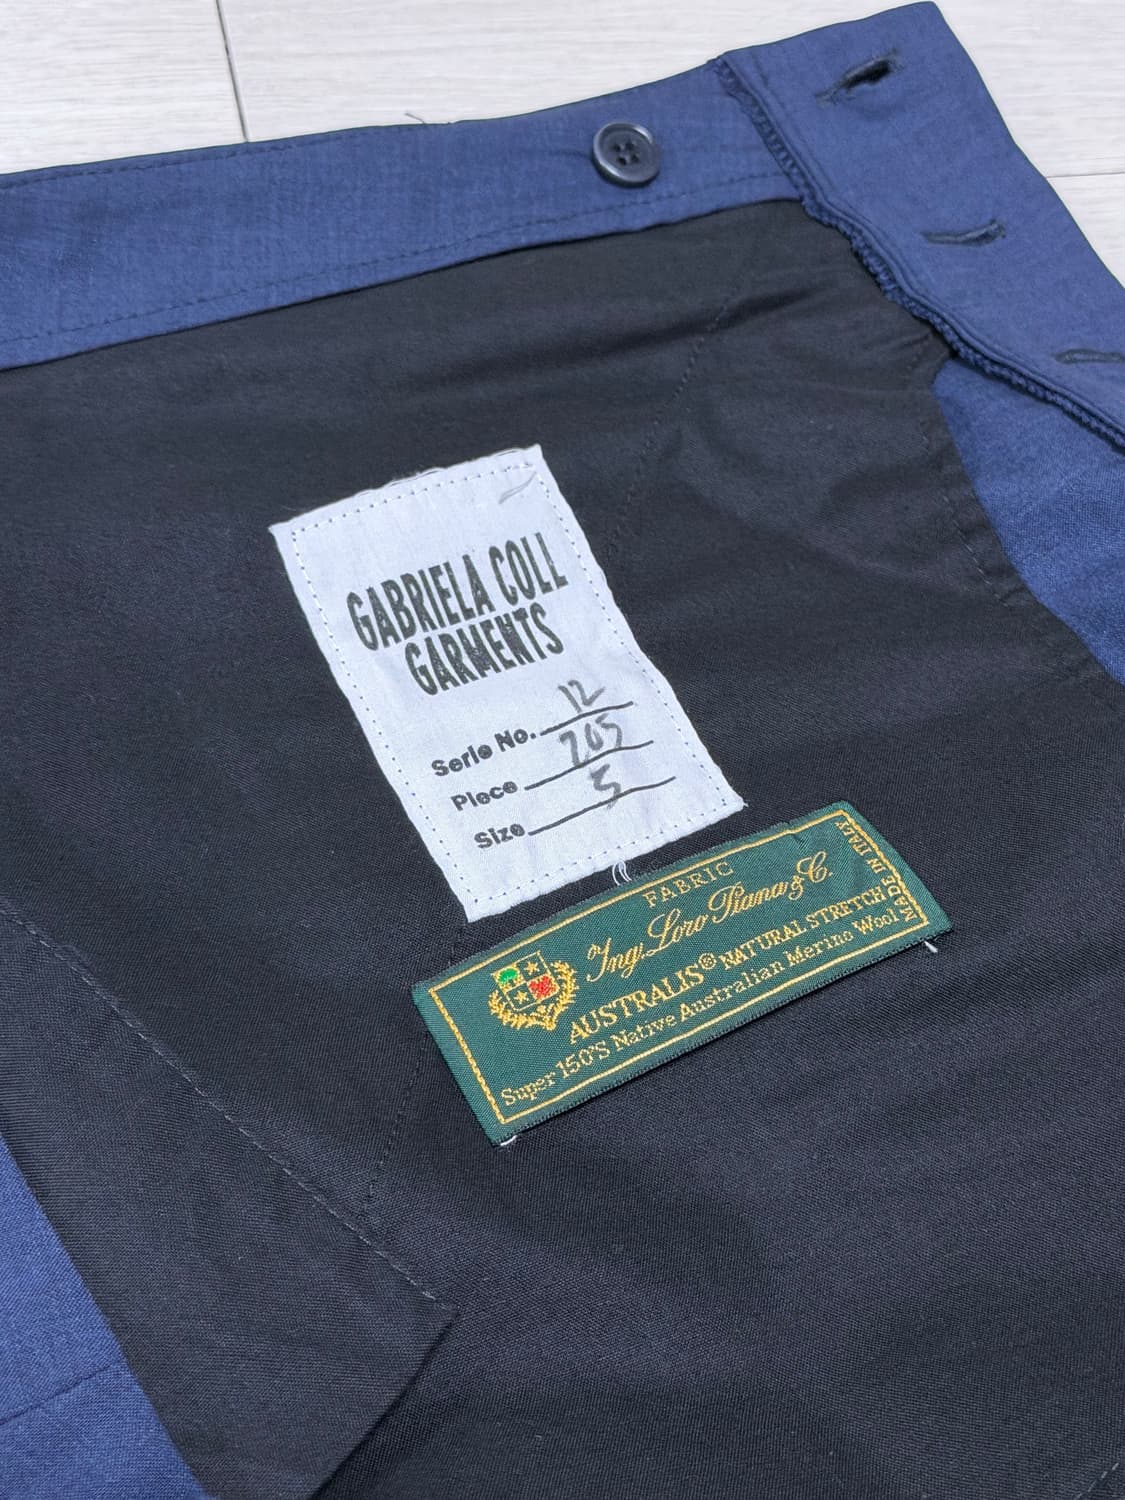 GABRIELA COLL
GARMENTS
Serie No. 12
Piece 205
Size 5
FABRIC
Ing. Loro Piana & C.
AUSTRALIS® NATURAL STRETCH
Super 150'S Native Australian Merino Wool
MADE IN ITALY